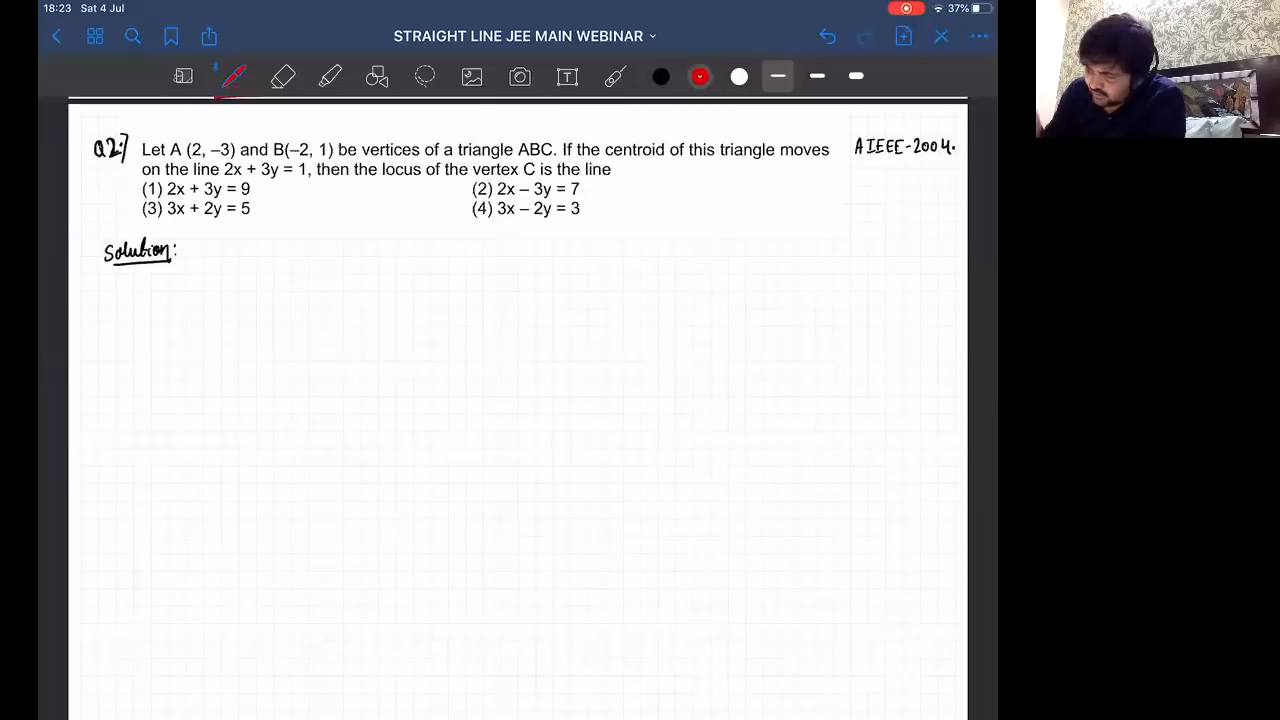 18:23 Sat 4 Jul
37%
STRAIGHT LINE JEE MAIN WEBINAR
T
Q2:7 Let A (2, –3) and B(–2, 1) be vertices of a triangle ABC. If the centroid of this triangle moves AIEEE-2004.
on the line 2x + 3y = 1, then the locus of the vertex C is the line
(1) 2x + 3y = 9 (2) 2x – 3y = 7
(3) 3x + 2y = 5 (4) 3x – 2y = 3
Solution: